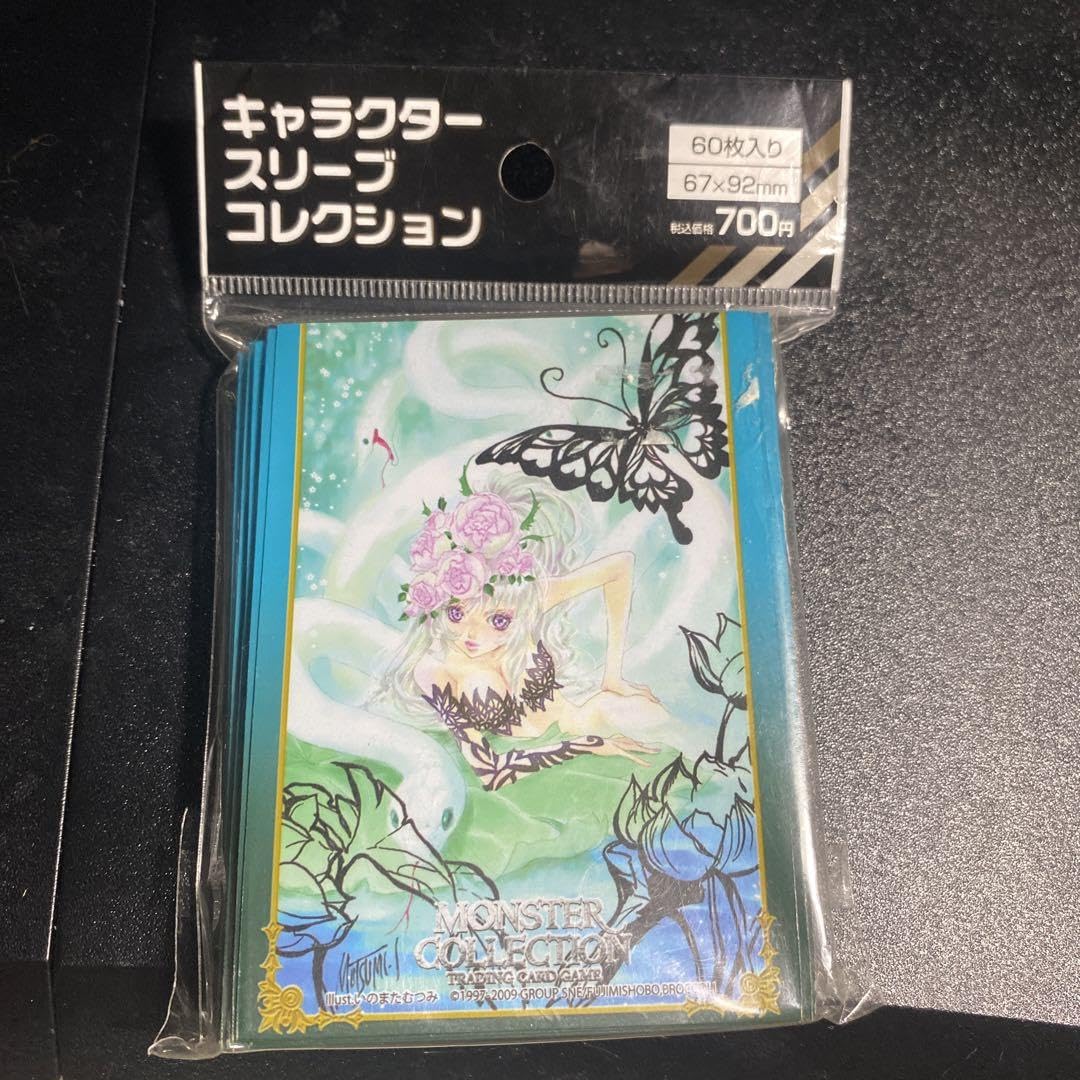 キャラクター
スリーブ
コレクション
60枚入り
67×92mm
税込価格700円
MONSTER
COLLECTION
TRADING CARD GAME
Illust.いのまたむつみ ©1997-2009 GROUP SNE/FUJIMISHOBO,BROCCOLI